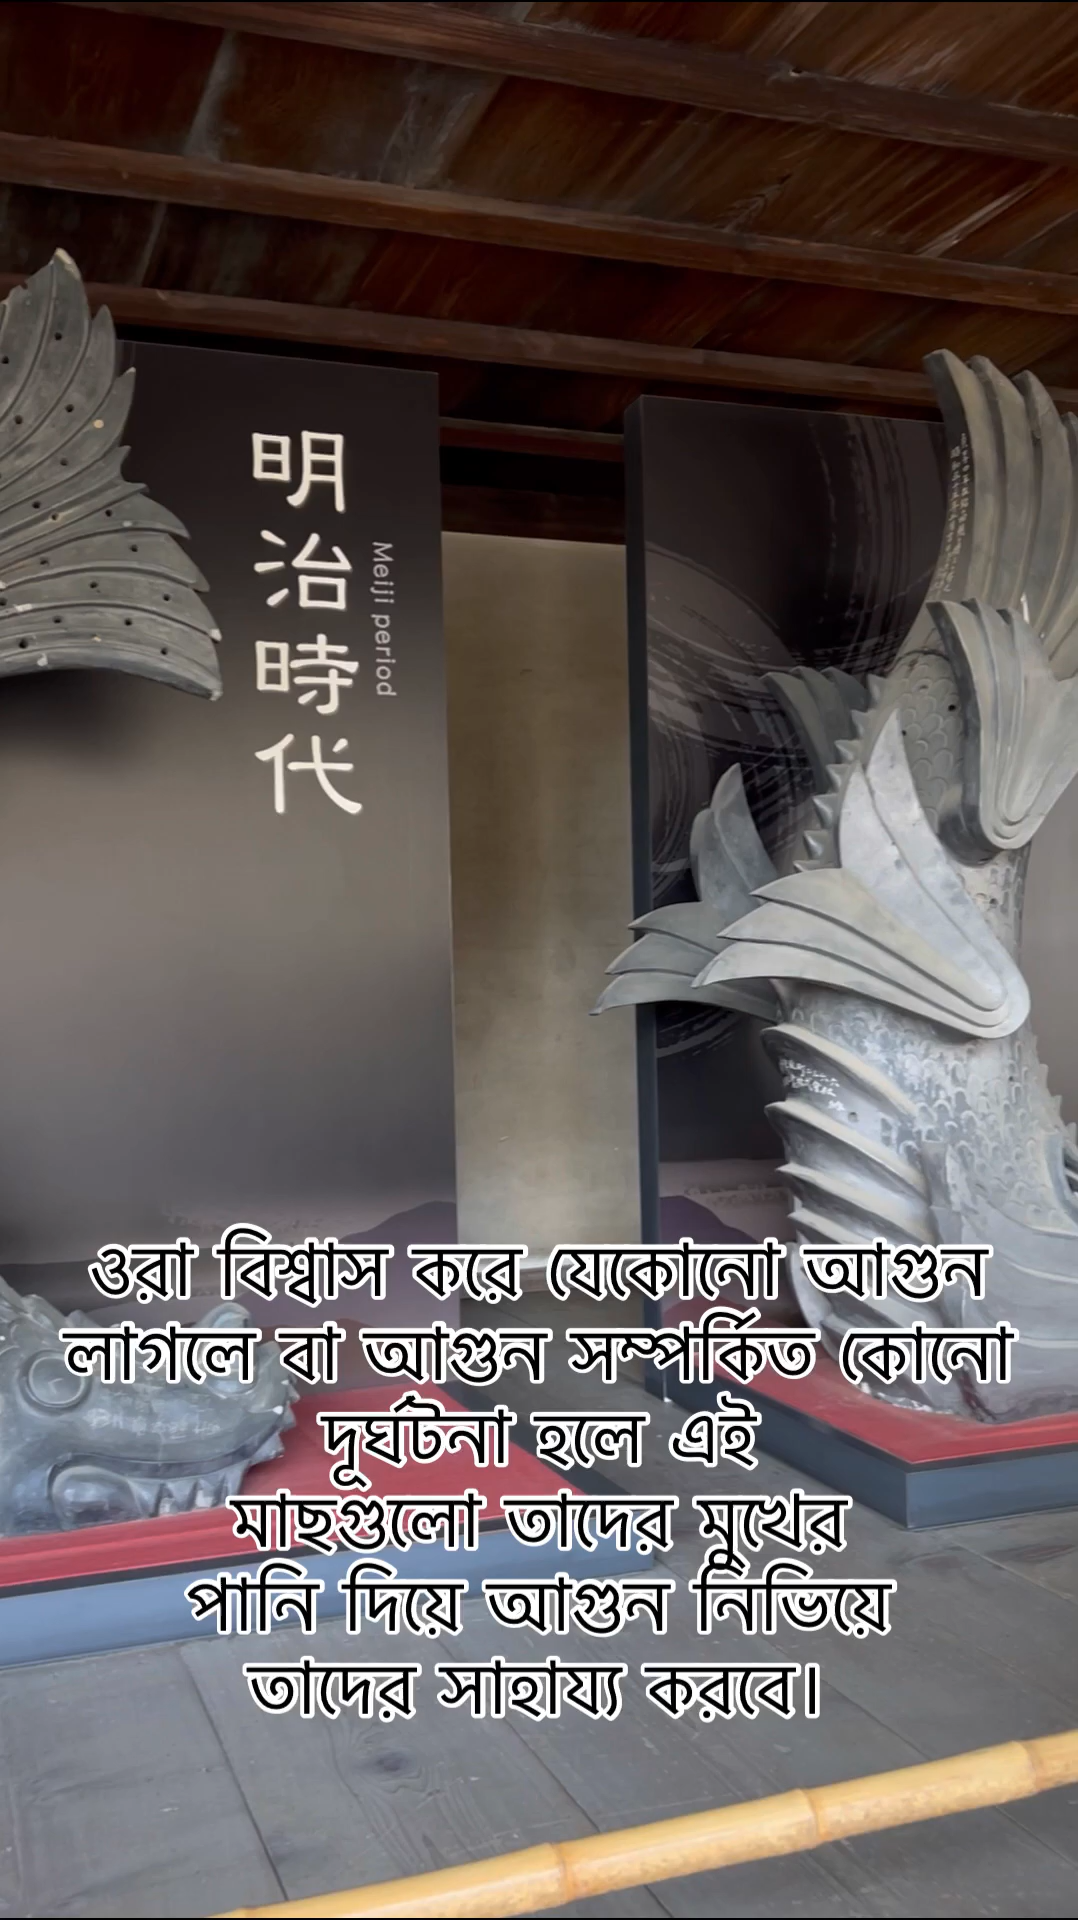 明治時代
Meiji period
ওরা বিশ্বাস করে যেকোনো আগুন
লাগলে বা আগুন সম্পর্কিত কোনো
দূর্ঘটনা হলে এই
মাছগুলো তাদের মুখের
পানি দিয়ে আগুন নিভিয়ে
তাদের সাহায্য করবে।